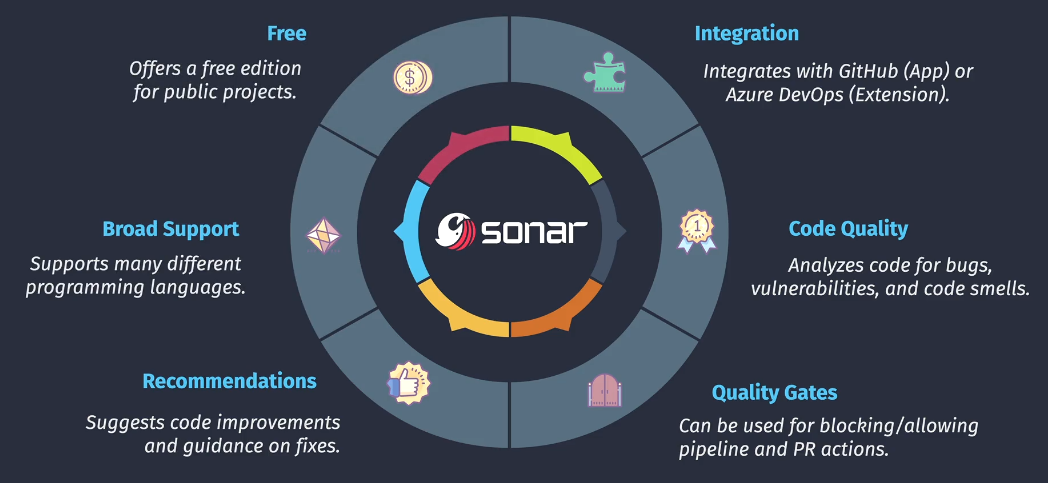 Free
Offers a free edition
for public projects.
Integration
Integrates with GitHub (App) or
Azure DevOps (Extension).
$
Broad Support
Supports many different
programming languages.
sonar
1
Code Quality
Analyzes code for bugs,
vulnerabilities, and code smells.
Recommendations
Suggests code improvements
and guidance on fixes.
Quality Gates
Can be used for blocking/allowing
pipeline and PR actions.